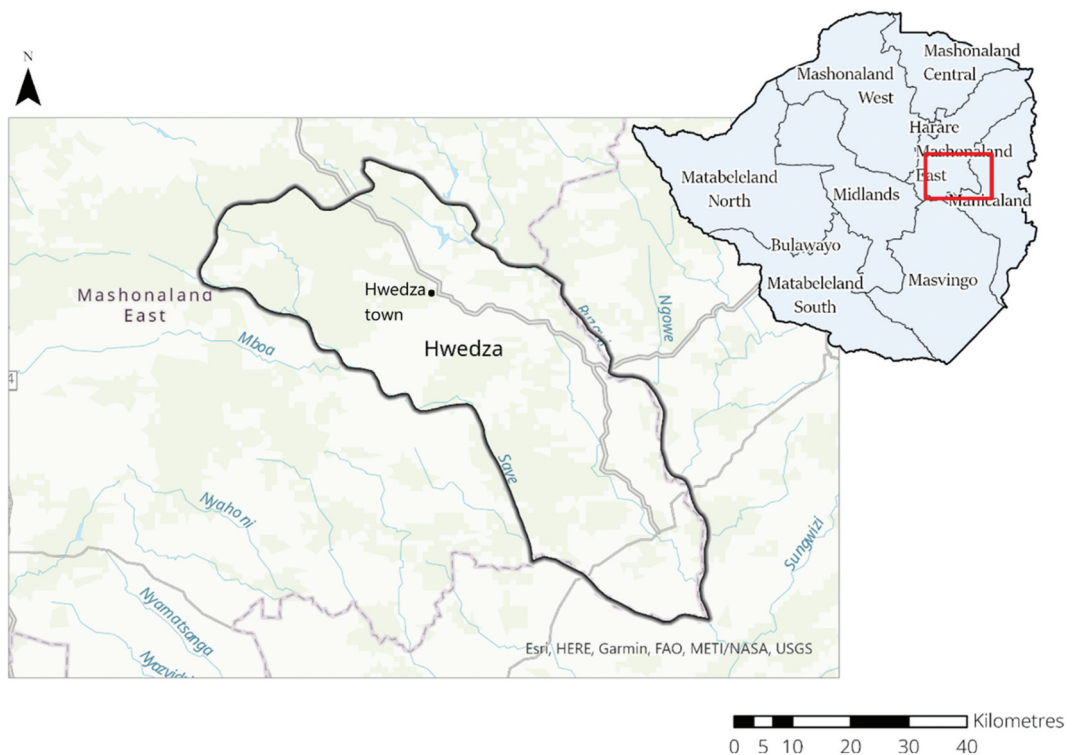 N
Mashonaland
Central
Mashonaland
West
Harare
Mashonaland
East
Manicaland
Matabeleland
North
Midlands
Bulawayo
Matabeleland
South
Masvingo
Mashonaland
East
Hwedza
town
Hwedza
Mboa
Ngowe
Save
Nyahoni
Nyamatsanga
Sungwizi
4
Esri, HERE, Garmin, FAO, METI/NASA, USGS
Kilometres
0 5 10 20 30 40